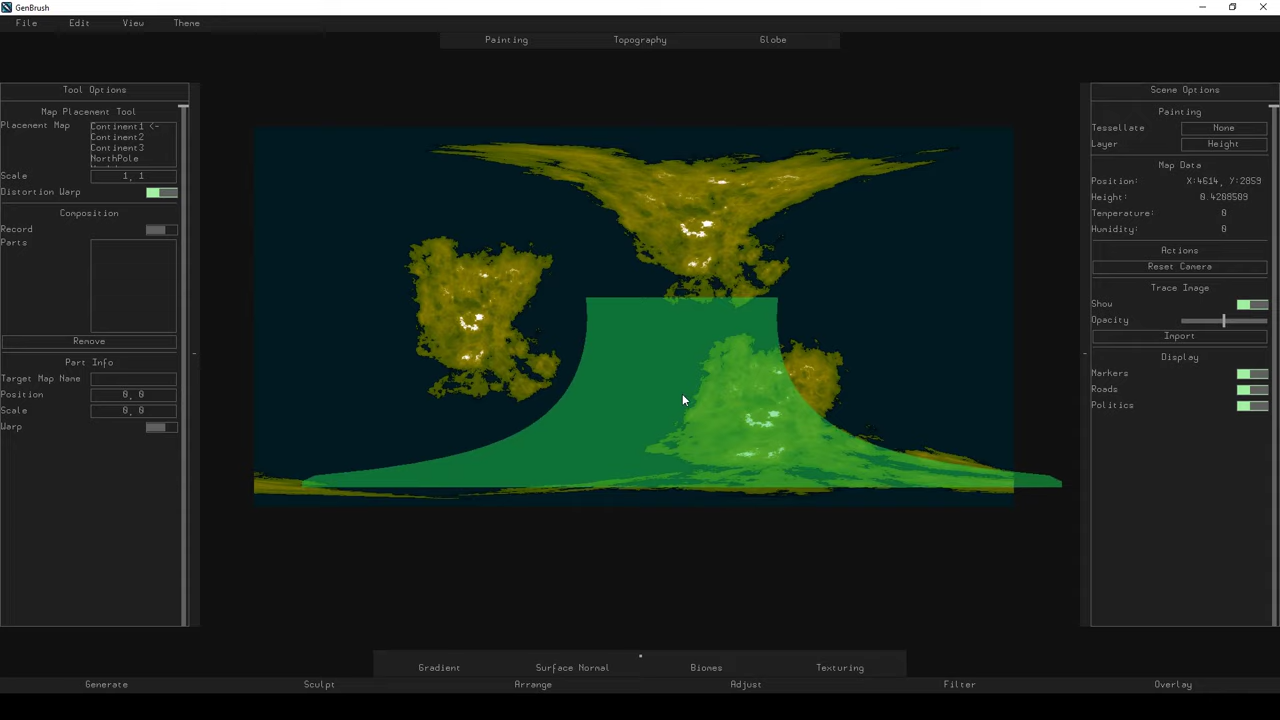 GenBrush
File Edit View Theme
Painting Topography Globe
Tool Options
Map Placement Tool
Placement Map
Continent1 <-
Continent2
Continent3
NorthPole
Scale 1, 1
Distortion Warp
Composition
Record
Parts
Remove
Part Info
Target Map Name
Position 0, 0
Scale 0, 0
Warp
Scene Options
Painting
Tessellate None
Layer Height
Map Data
Position: X:4614, Y:2859
Height: 0.4208509
Temperature: 0
Humidity: 0
Actions
Reset Camera
Trace Image
Show
Opacity
Import
Display
Markers
Roads
Politics
Gradient Surface Normal Biomes Texturing
Generate Sculpt Arrange Adjust Filter Overlay